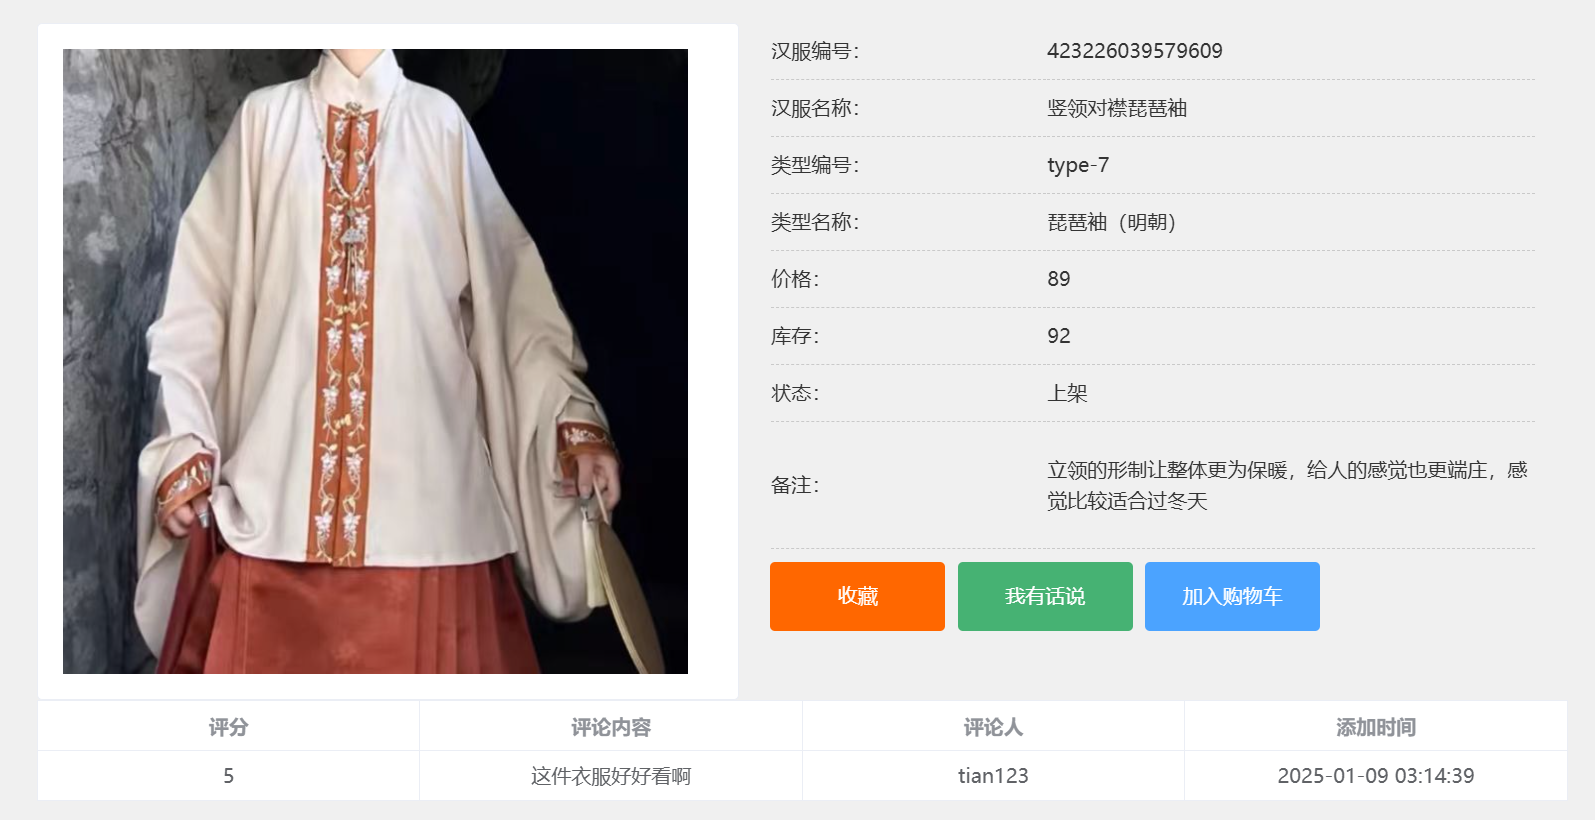 汉服编号： 423226039579609
汉服名称： 竖领对襟琵琶袖
类型编号： type-7
类型名称： 琵琶袖（明朝）
价格： 89
库存： 92
状态： 上架
备注： 立领的形制让整体更为保暖，给人的感觉也更端庄，感
觉比较适合过冬天
收藏 我有话说 加入购物车
评分 评论内容 评论人 添加时间
5 这件衣服好好看啊 tian123 2025-01-09 03:14:39